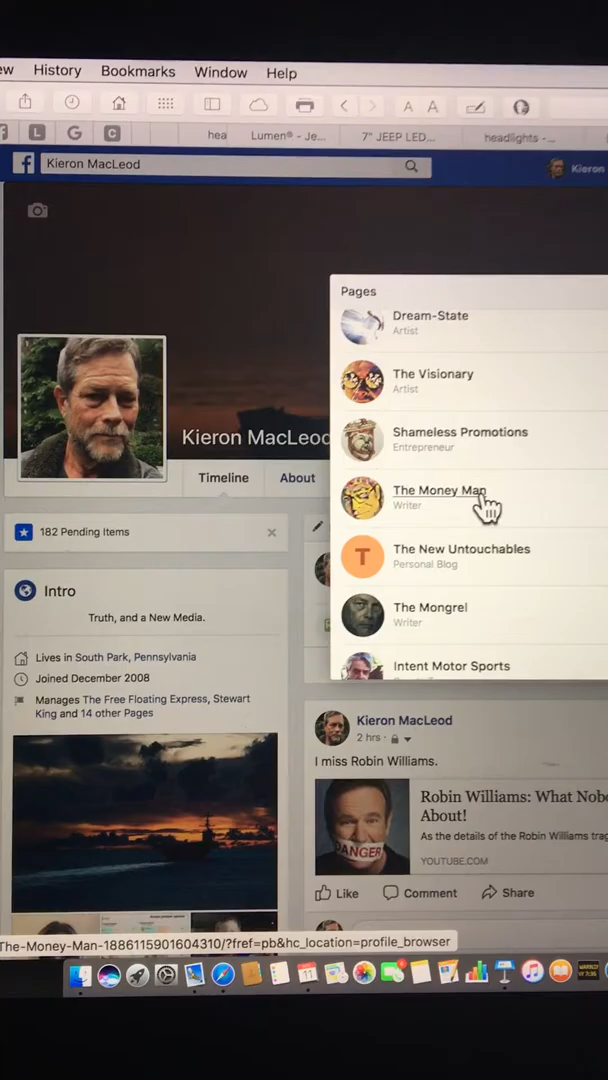 History Bookmarks Window Help
A A
L G C hea Lumen® - Je... 7" JEEP LED... headlights -...
f Kieron MacLeod Kieron
Kieron MacLeod
Timeline About
182 Pending Items
Intro
Truth, and a New Media.
Lives in South Park, Pennsylvania
Joined December 2008
Manages The Free Floating Express, Stewart
King and 14 other Pages
Pages
Dream-State
Artist
The Visionary
Artist
Shameless Promotions
Entrepreneur
The Money Man
Writer
T
The New Untouchables
Personal Blog
The Mongrel
Writer
Intent Motor Sports
Kieron MacLeod
2 hrs ·
I miss Robin Williams.
DANGER
Robin Williams: What Nob
About!
As the details of the Robin Williams trag
YOUTUBE.COM
Like Comment Share
The-Money-Man-1886115901604310/?fref=pb&hc_location=profile_browser
11